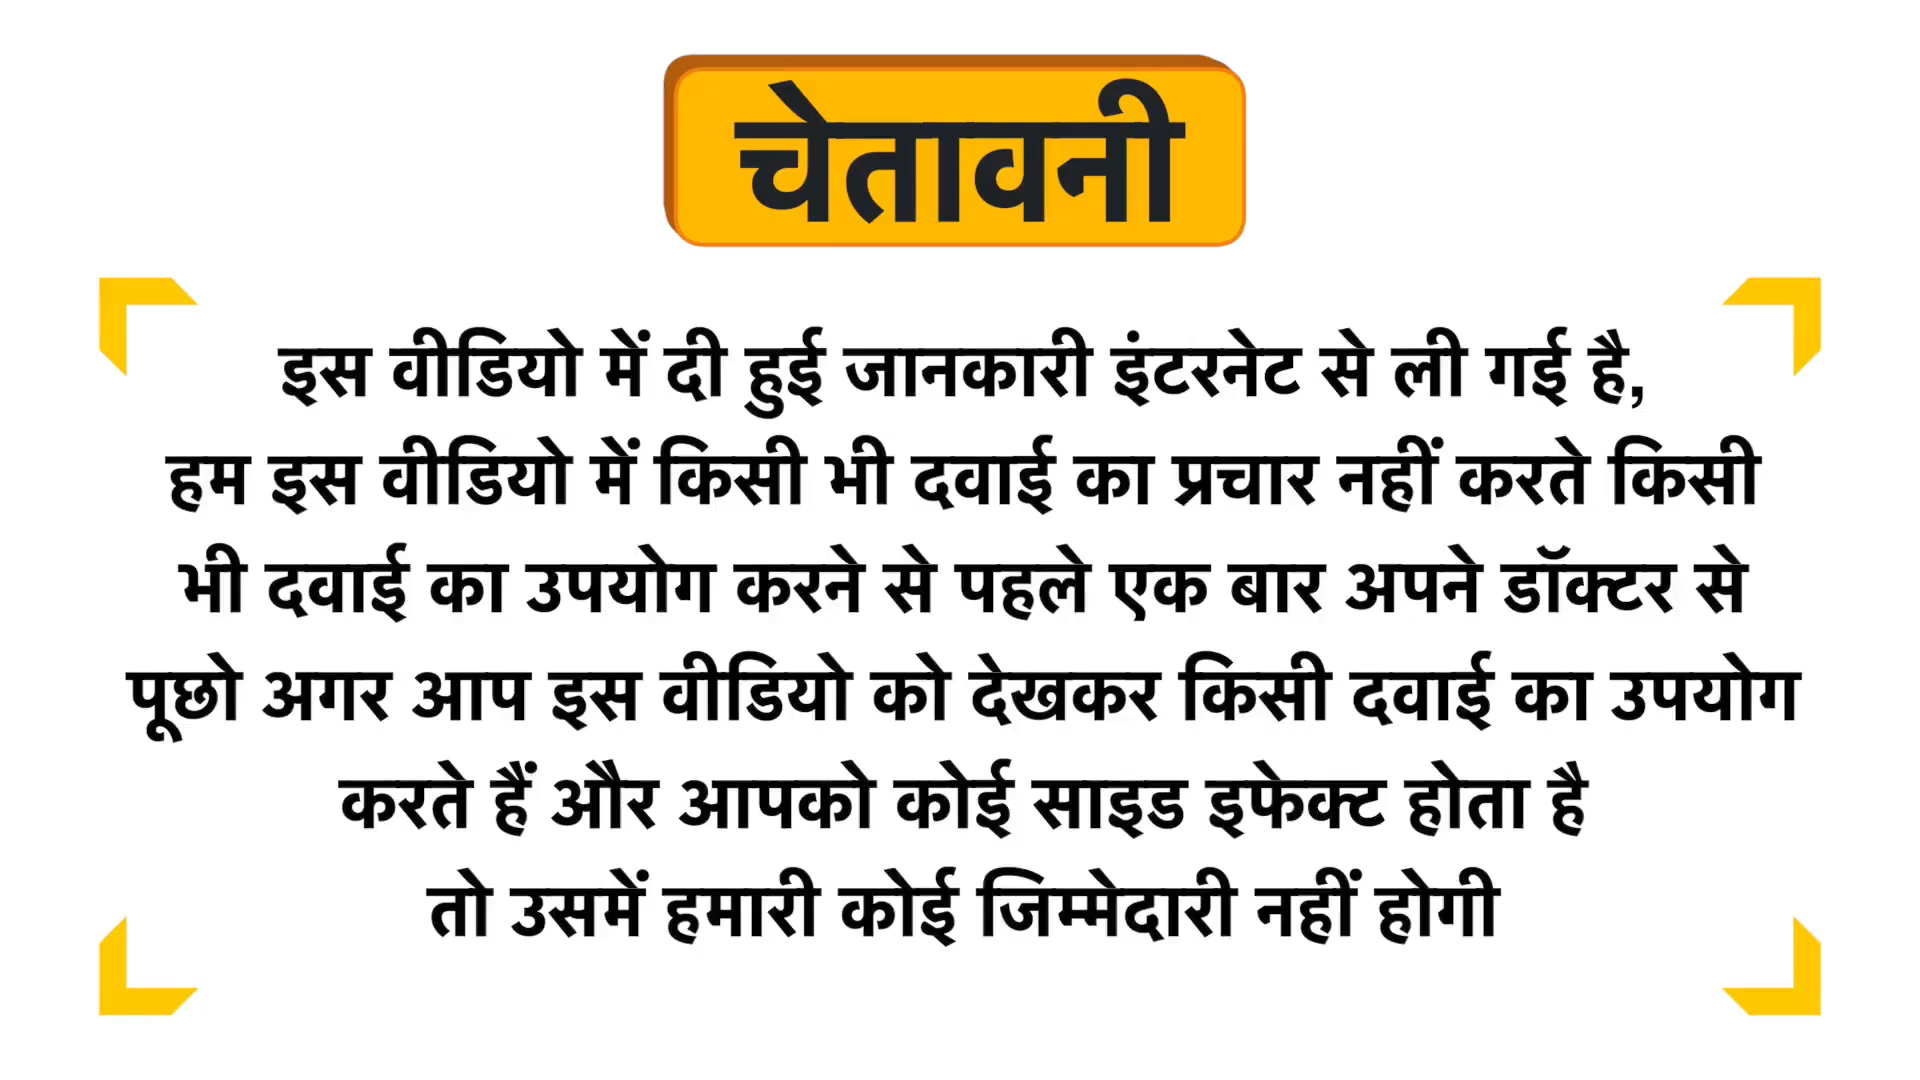 चेतावनी
इस वीडियो में दी हुई जानकारी इंटरनेट से ली गई है,
हम इस वीडियो में किसी भी दवाई का प्रचार नहीं करते किसी
भी दवाई का उपयोग करने से पहले एक बार अपने डॉक्टर से
पूछो अगर आप इस वीडियो को देखकर किसी दवाई का उपयोग
करते हैं और आपको कोई साइड इफेक्ट होता है
तो उसमें हमारी कोई जिम्मेदारी नहीं होगी